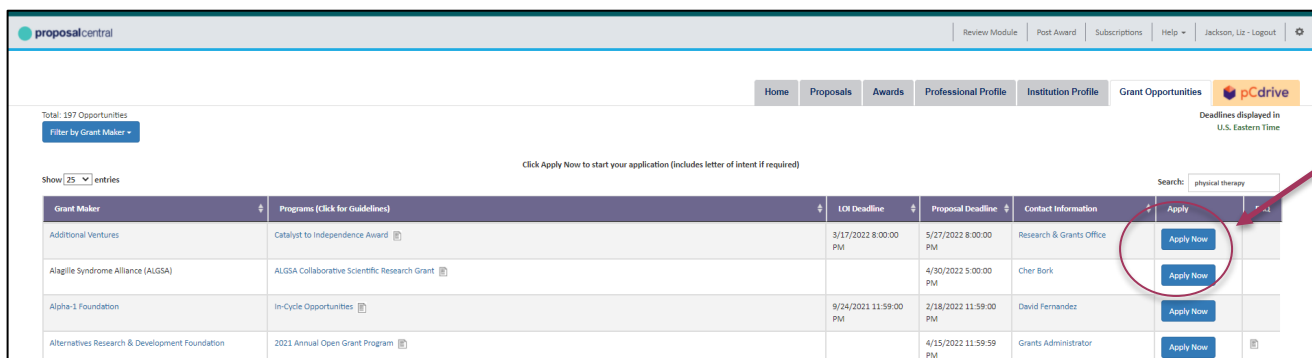 proposalcentral
Review Module
Post Award
Subscriptions
Help
Jackson, Liz - Logout
Home
Proposals
Awards
Professional Profile
Institution Profile
Grant Opportunities
pCdrive
Total: 197 Opportunities
Deadlines displayed in
U.S. Eastern Time
Filter by Grant Maker
Click Apply Now to start your application (includes letter of intent if required)
Show 25 entries
Search: physical therapy
Grant Maker
Programs (Click for Guidelines)
LOI Deadline
Proposal Deadline
Contact Information
Apply
Additional Ventures
Catalyst to Independence Award
3/17/2022 8:00:00
PM
5/27/2022 8:00:00
PM
Research & Grants Office
Apply Now
Alagille Syndrome Alliance (ALGSA)
ALGSA Collaborative Scientific Research Grant
4/30/2022 5:00:00
PM
Cher Bork
Apply Now
Alpha-1 Foundation
In-Cycle Opportunities
9/24/2021 11:59:00
PM
2/18/2022 11:59:00
PM
David Fernandez
Apply Now
Alternatives Research & Development Foundation
2021 Annual Open Grant Program
4/15/2022 11:59:59
PM
Grants Administrator
Apply Now